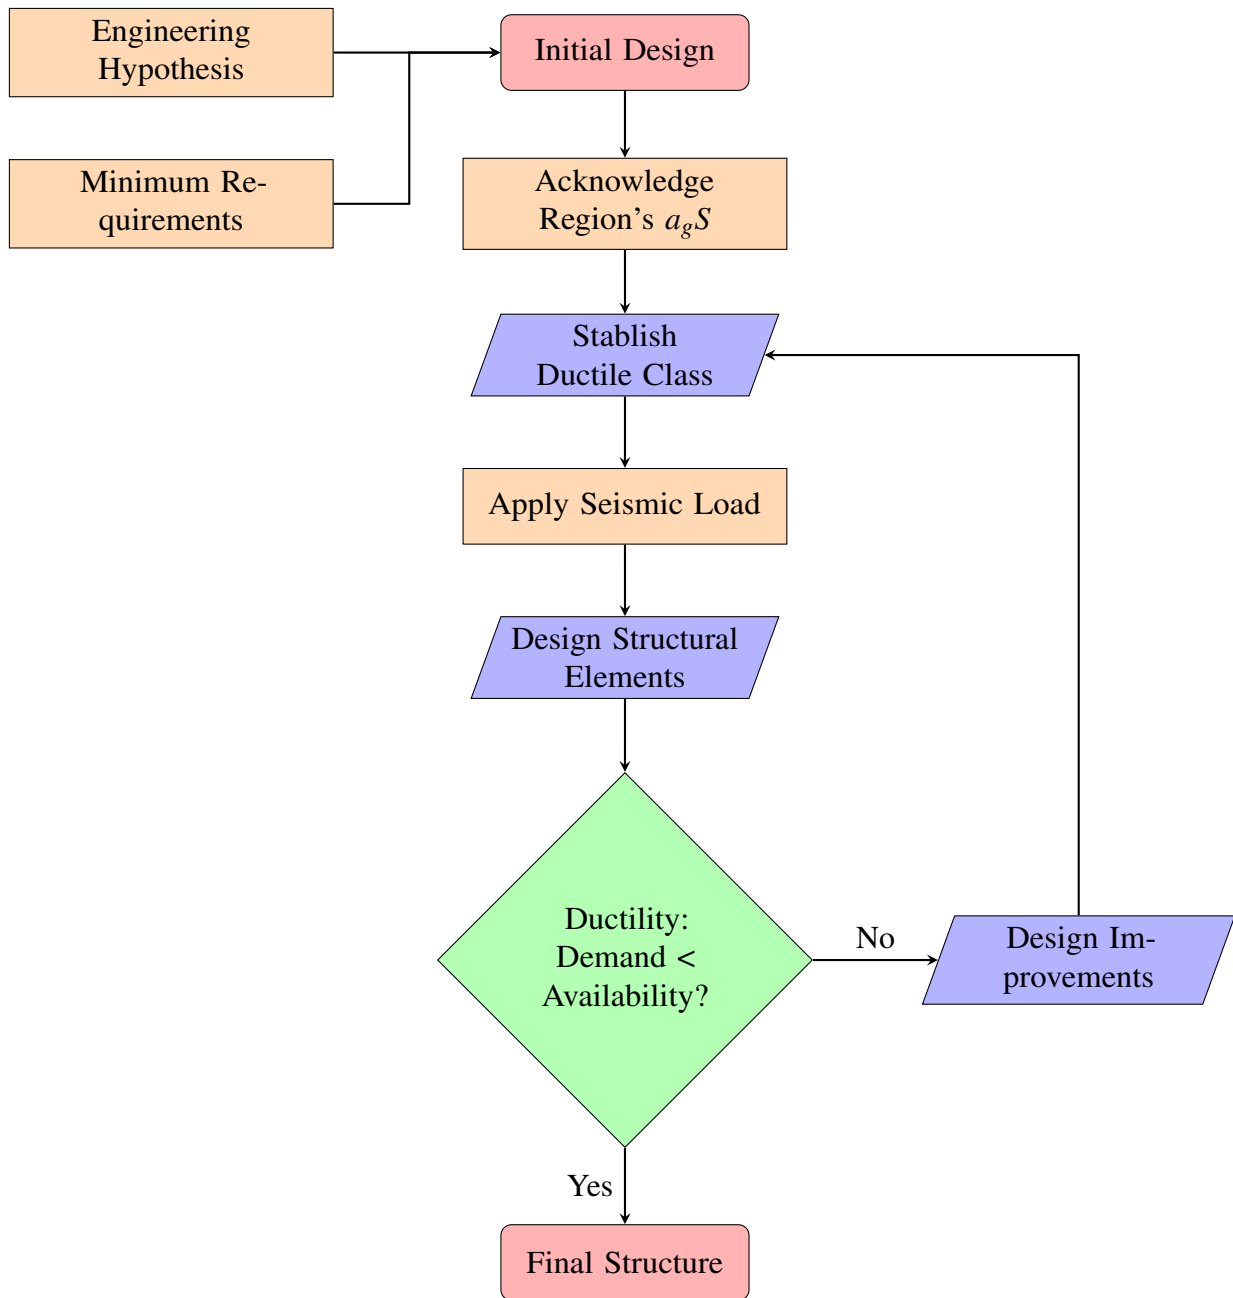 Engineering
Hypothesis
Initial Design
Minimum Re-
quirements
Acknowledge
Region's a_gS
Stablish
Ductile Class
Apply Seismic Load
Design Structural
Elements
Ductility:
Demand <
Availability?
No
Design Im-
provements
Yes
Final Structure